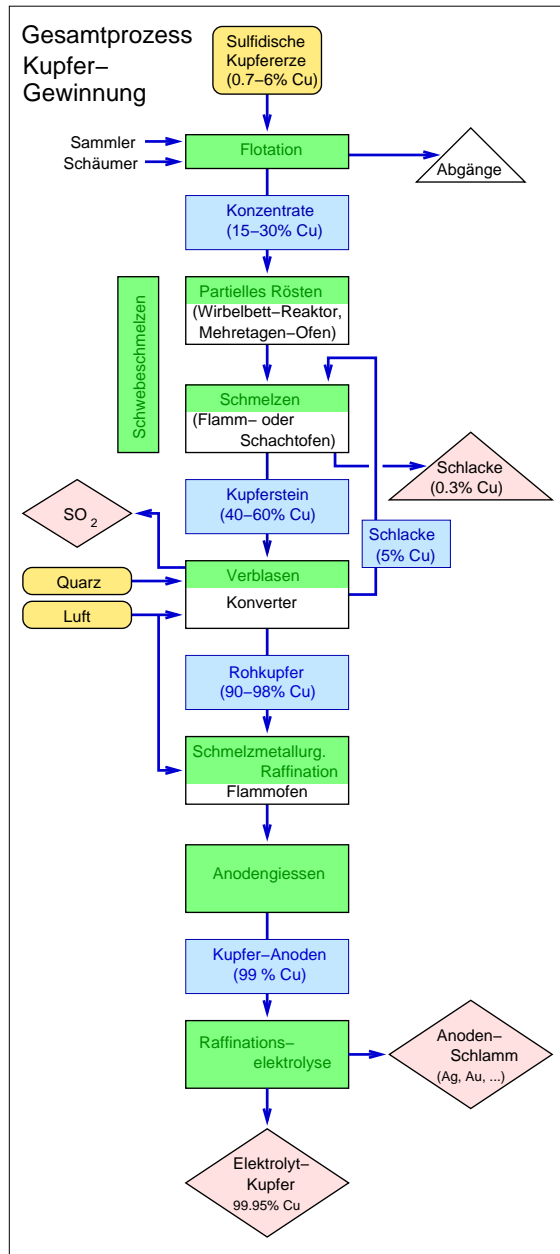 Gesamtprozess
Kupfer–
Gewinnung
Sulfidische
Kupfererze
(0.7–6% Cu)
Sammler
Schäumer
Flotation
Abgänge
Konzentrate
(15–30% Cu)
Schwebeschmelzen
Partielles Rösten
(Wirbelbett–Reaktor,
Mehretagen–Ofen)
Schmelzen
(Flamm– oder
Schachtofen)
Schlacke
(0.3% Cu)
Kupferstein
(40–60% Cu)
SO 2
Schlacke
(5% Cu)
Quarz
Luft
Verblasen
Konverter
Rohkupfer
(90–98% Cu)
Schmelzmetallurg.
Raffination
Flammofen
Anodengiessen
Kupfer–Anoden
(99 % Cu)
Raffinations–
elektrolyse
Anoden–
Schlamm
(Ag, Au, ...)
Elektrolyt–
Kupfer
99.95% Cu